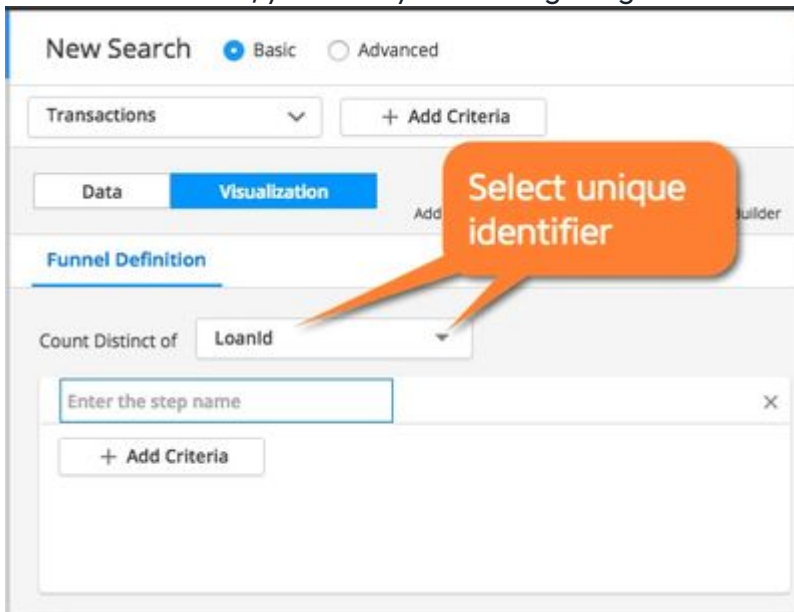 New Search Basic Advanced
Transactions + Add Criteria
Data Visualization Add
Select unique
identifier
Funnel Definition
Count Distinct of LoanId
Enter the step name ×
+ Add Criteria